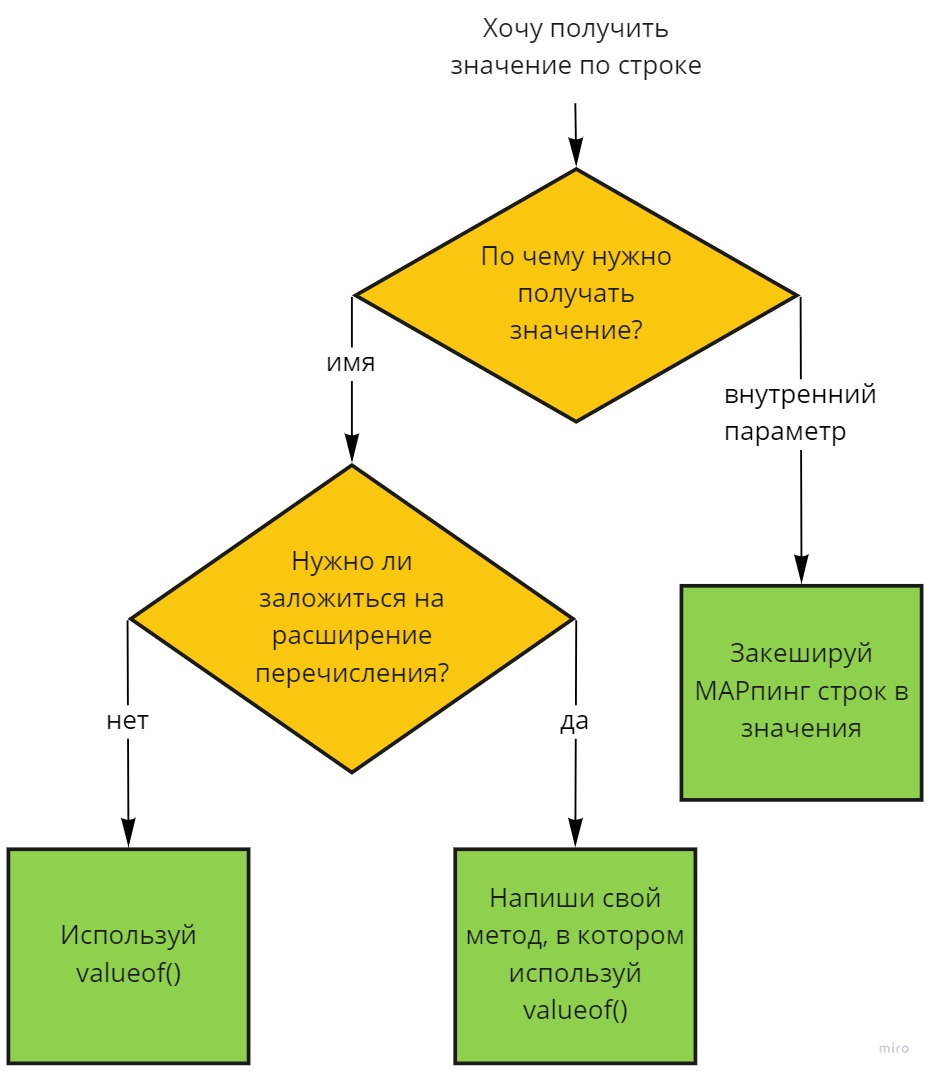 Хочу получить
значение по строке
По чему нужно
получать
значение?
имя
внутренний
параметр
Нужно ли
заложиться на
расширение
перечисления?
Закешируй
MAPпинг строк в
значения
нет
да
Используй
valueof()
Напиши свой
метод, в котором
используй
valueof()
miro